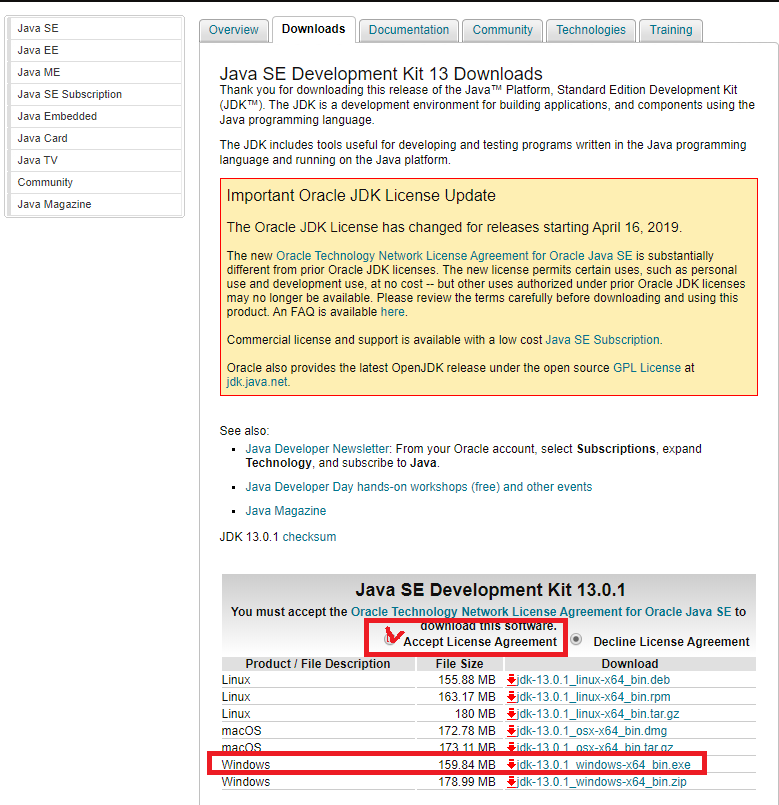 Java SE
Java EE
Java ME
Java SE Subscription
Java Embedded
Java Card
Java TV
Community
Java Magazine
Overview
Downloads
Documentation
Community
Technologies
Training
Java SE Development Kit 13 Downloads
Thank you for downloading this release of the Java™ Platform, Standard Edition Development Kit
(JDK™). The JDK is a development environment for building applications, and components using the
Java programming language.
The JDK includes tools useful for developing and testing programs written in the Java programming
language and running on the Java platform.
Important Oracle JDK License Update
The Oracle JDK License has changed for releases starting April 16, 2019.
The new Oracle Technology Network License Agreement for Oracle Java SE is substantially
different from prior Oracle JDK licenses. The new license permits certain uses, such as personal
use and development use, at no cost -- but other uses authorized under prior Oracle JDK licenses
may no longer be available. Please review the terms carefully before downloading and using this
product. An FAQ is available here.
Commercial license and support is available with a low cost Java SE Subscription.
Oracle also provides the latest OpenJDK release under the open source GPL License at
jdk.java.net.
See also:
Java Developer Newsletter: From your Oracle account, select Subscriptions, expand
Technology, and subscribe to Java.
Java Developer Day hands-on workshops (free) and other events
Java Magazine
JDK 13.0.1 checksum
Java SE Development Kit 13.0.1
You must accept the Oracle Technology Network License Agreement for Oracle Java SE to
download this software.
Accept License Agreement Decline License Agreement
Product / File Description File Size Download
Linux 155.88 MB jdk-13.0.1_linux-x64_bin.deb
Linux 163.17 MB jdk-13.0.1_linux-x64_bin.rpm
Linux 180 MB jdk-13.0.1_linux-x64_bin.tar.gz
macOS 172.78 MB jdk-13.0.1_osx-x64_bin.dmg
macOS 173.11 MB jdk-13.0.1_osx-x64_bin.tar.gz
Windows 159.84 MB jdk-13.0.1_windows-x64_bin.exe
Windows 178.99 MB jdk-13.0.1_windows-x64_bin.zip